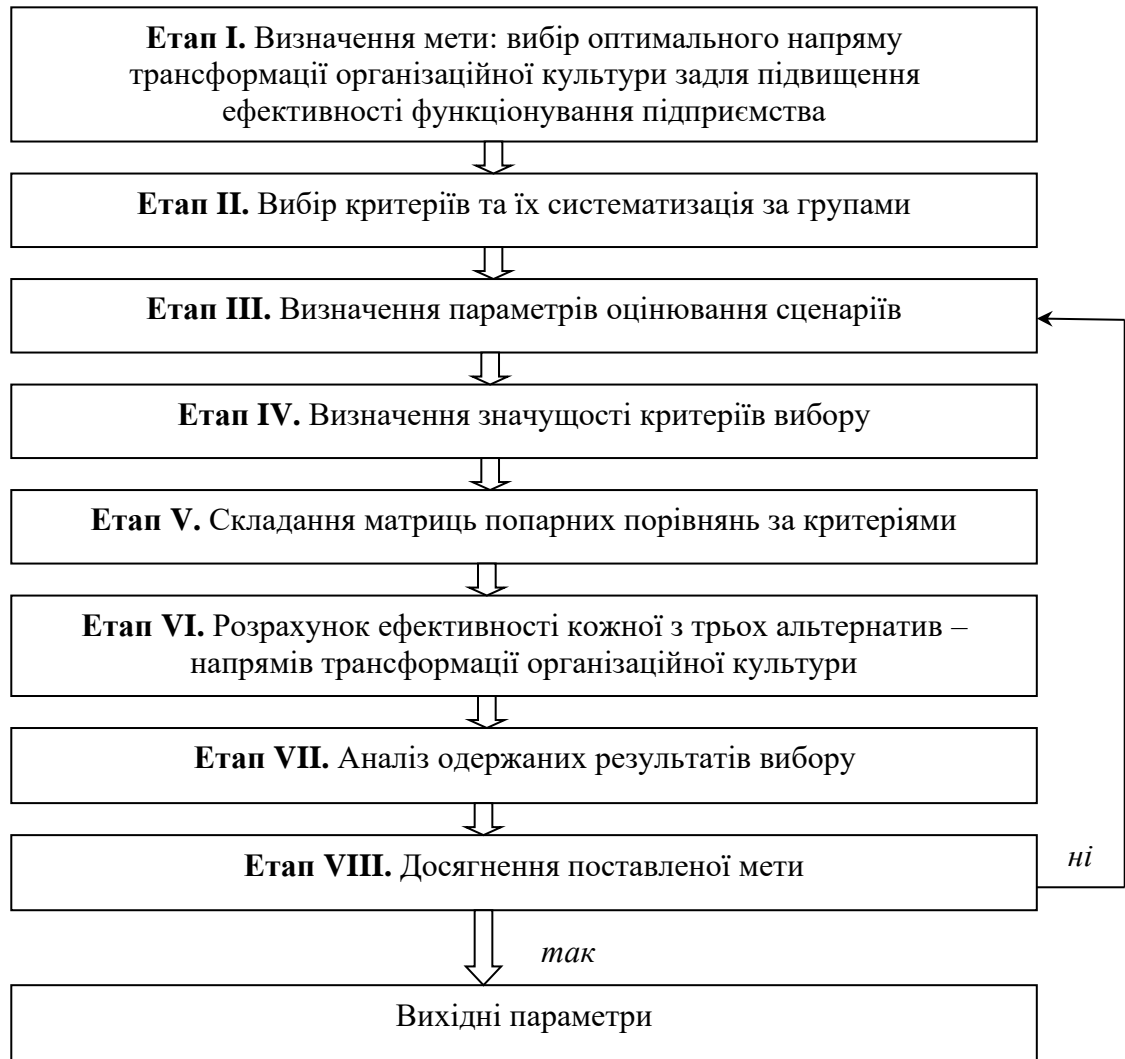 Етап I. Визначення мети: вибір оптимального напряму
трансформації організаційної культури задля підвищення
ефективності функціонування підприємства
Етап II. Вибір критеріїв та їх систематизація за групами
Етап III. Визначення параметрів оцінювання сценаріїв
Етап IV. Визначення значущості критеріїв вибору
Етап V. Складання матриць попарних порівнянь за критеріями
Етап VI. Розрахунок ефективності кожної з трьох альтернатив –
напрямів трансформації організаційної культури
Етап VII. Аналіз одержаних результатів вибору
Етап VIII. Досягнення поставленої мети
ні
так
Вихідні параметри